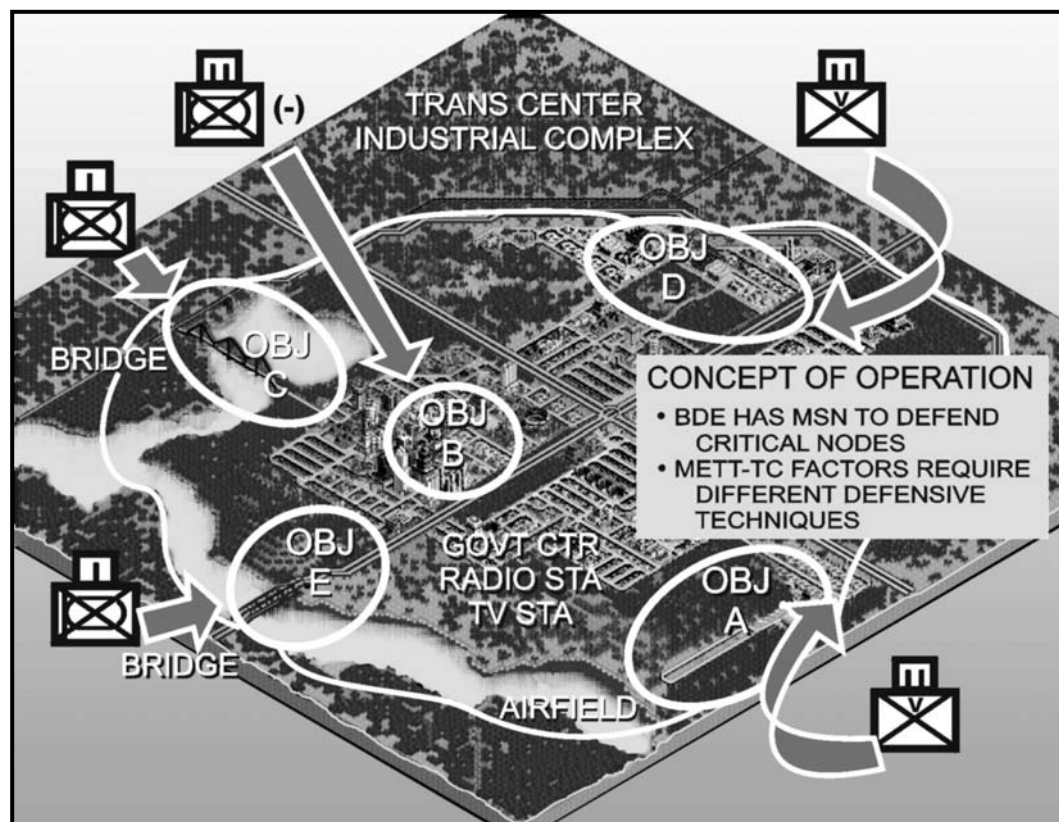 (-)
TRANS CENTER
INDUSTRIAL COMPLEX
OBJ
D
BRIDGE
OBJ
C
OBJ
B
CONCEPT OF OPERATION
• BDE HAS MSN TO DEFEND
CRITICAL NODES
• METT-TC FACTORS REQUIRE
DIFFERENT DEFENSIVE
TECHNIQUES
OBJ
E
GOVT CTR
RADIO STA
TV STA
OBJ
A
BRIDGE
AIRFIELD
V
V